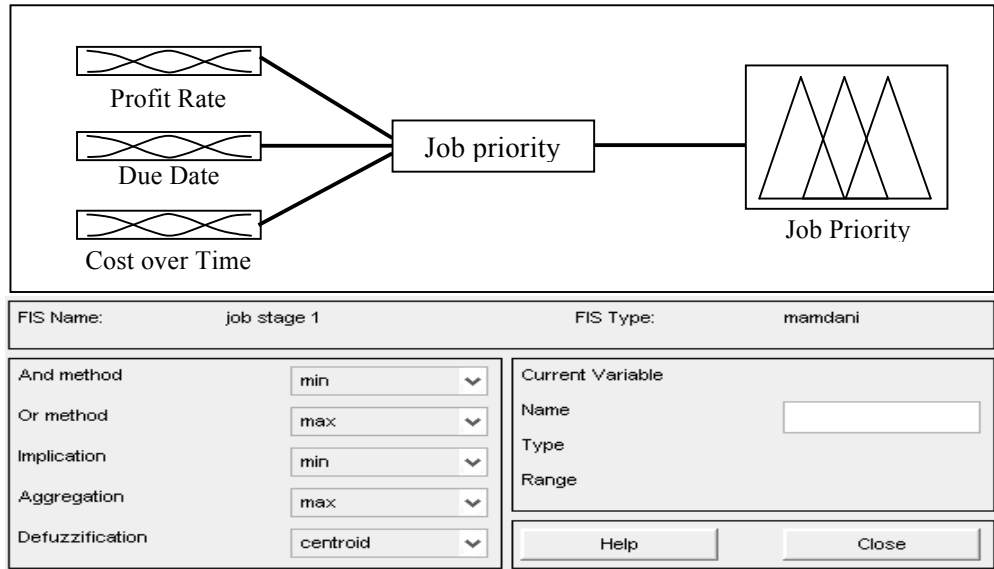 Profit Rate
Due Date
Cost over Time
Job priority
Job Priority
FIS Name: job stage 1 FIS Type: mamdani
And method min
Or method max
Implication min
Aggregation max
Defuzzification centroid
Current Variable
Name
Type
Range
Help Close